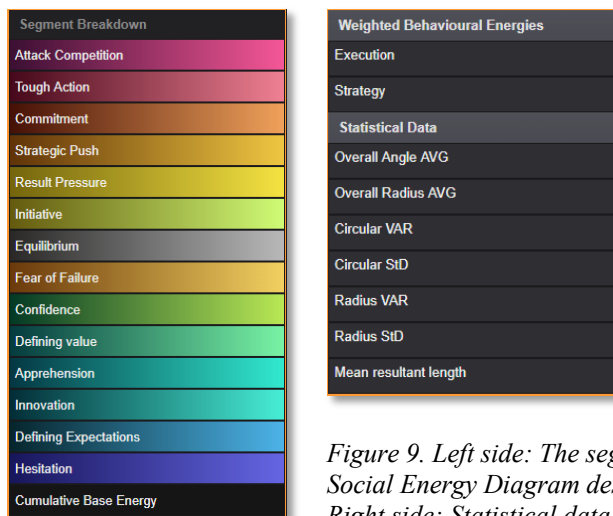 Segment Breakdown
Attack Competition
Tough Action
Commitment
Strategic Push
Result Pressure
Initiative
Equilibrium
Fear of Failure
Confidence
Defining value
Apprehension
Innovation
Defining Expectations
Hesitation
Cumulative Base Energy
Weighted Behavioural Energies
Execution
Strategy
Statistical Data
Overall Angle AVG
Overall Radius AVG
Circular VAR
Circular StD
Radius VAR
Radius StD
Mean resultant length
Figure 9. Left side: The seg
Social Energy Diagram de
Right side: Statistical data